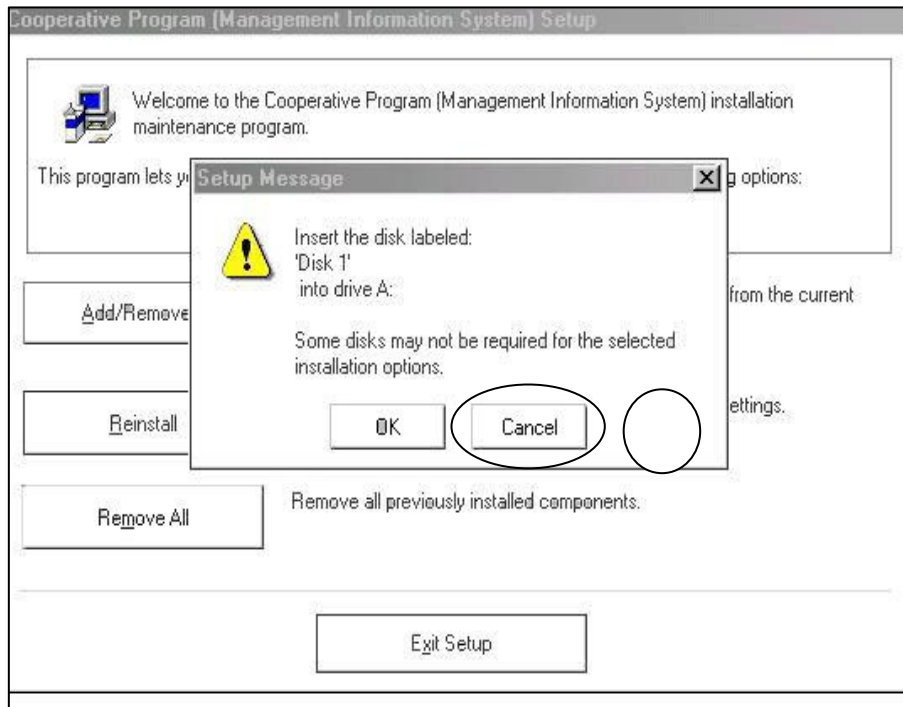 Cooperative Program (Management Information System) Setup
Welcome to the Cooperative Program (Management Information System) installation
maintenance program.
This program lets y
g options:
Setup Message
Insert the disk labeled:
'Disk 1'
into drive A:
Some disks may not be required for the selected
installation options.
OK
Cancel
Add/Remove
from the current
Reinstall
ettings.
Remove All
Remove all previously installed components.
Exit Setup